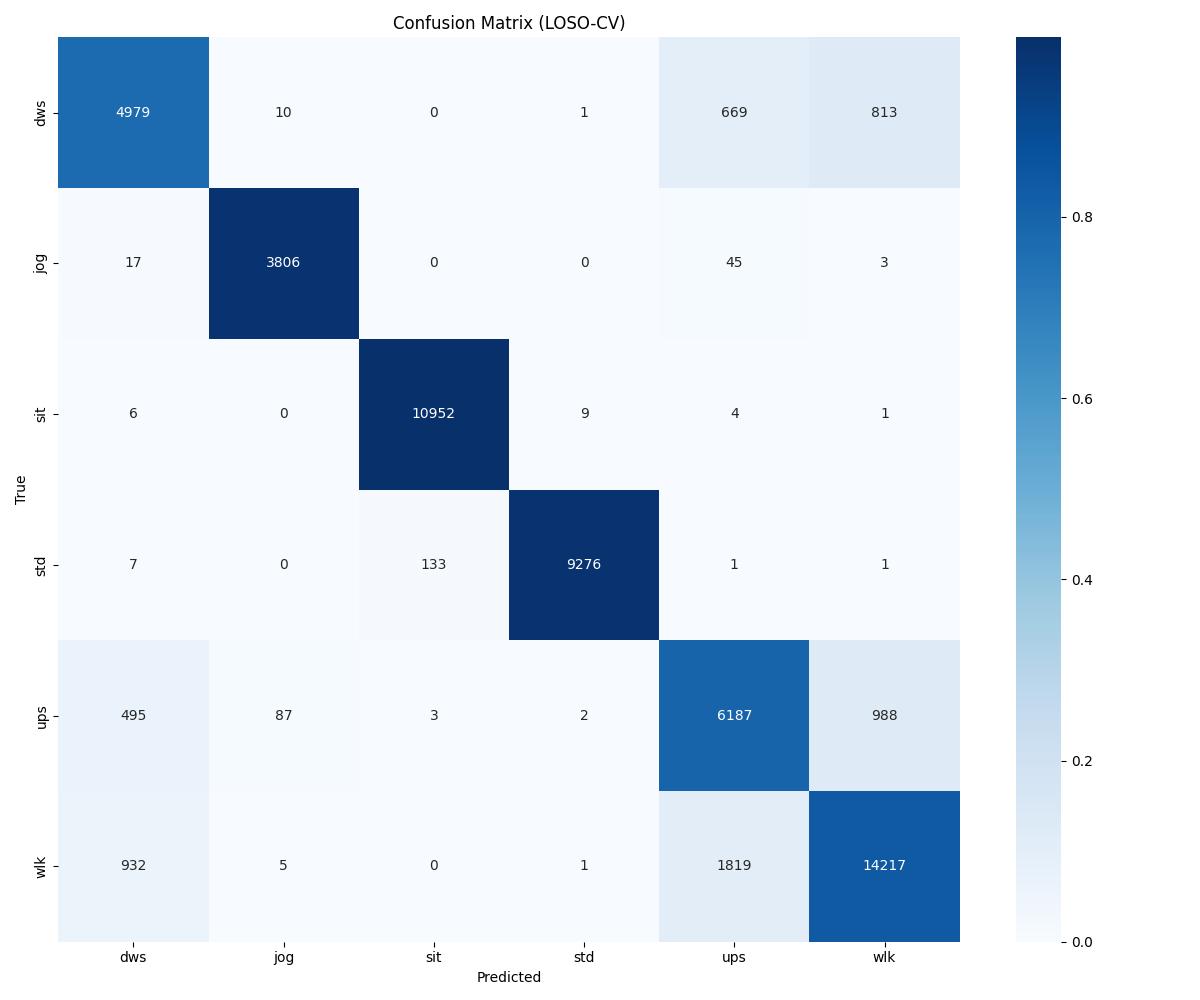 Confusion Matrix (LOSO-CV)
True
dws 4979 10 0 1 669 813
jog 17 3806 0 0 45 3
sit 6 0 10952 9 4 1
std 7 0 133 9276 1 1
ups 495 87 3 2 6187 988
wlk 932 5 0 1 1819 14217
dws jog sit std ups wlk
Predicted
0.8
0.6
0.4
0.2
0.0